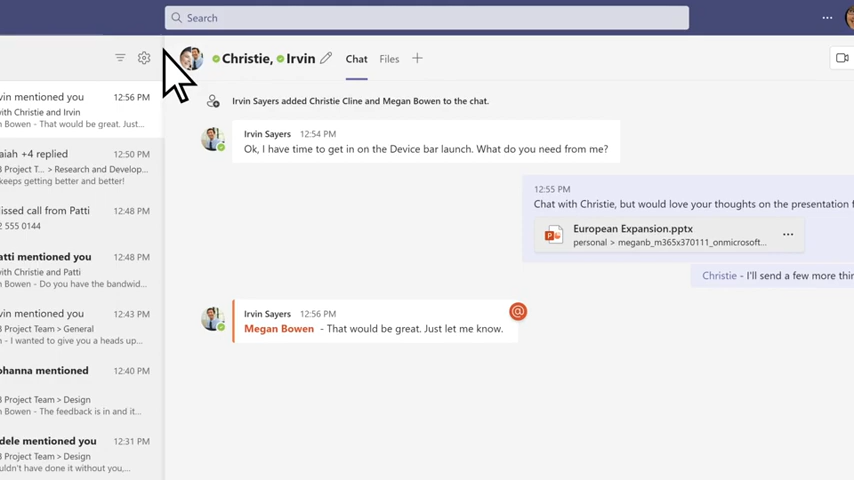 Search
Christie, Irvin
Chat
Files
vin mentioned you 12:56 PM
with Christie and Irvin
n Bowen - That would be great. Just...
aiah +4 replied 12:50 PM
B Project T... > Research and Develop...
keeps getting better and better!
issed call from Patti 12:48 PM
2 555 0144
atti mentioned you 12:48 PM
with Christie and Patti
n Bowen - Do you have the bandwid...
vin mentioned you 12:43 PM
B Project Team > General
n - I wanted to give you a heads up...
ohanna mentioned 12:40 PM
B Project Team > Design
n Bowen - The feedback is in and it...
dele mentioned you 12:31 PM
B Project Team > Design
uldn't have done it without you,...
Irvin Sayers added Christie Cline and Megan Bowen to the chat.
Irvin Sayers 12:54 PM
Ok, I have time to get in on the Device bar launch. What do you need from me?
12:55 PM
Chat with Christie, but would love your thoughts on the presentation f
European Expansion.pptx
personal > meganb_m365x370111_onmicrosoft...
Christie - I'll send a few more thin
Irvin Sayers 12:56 PM
Megan Bowen - That would be great. Just let me know.